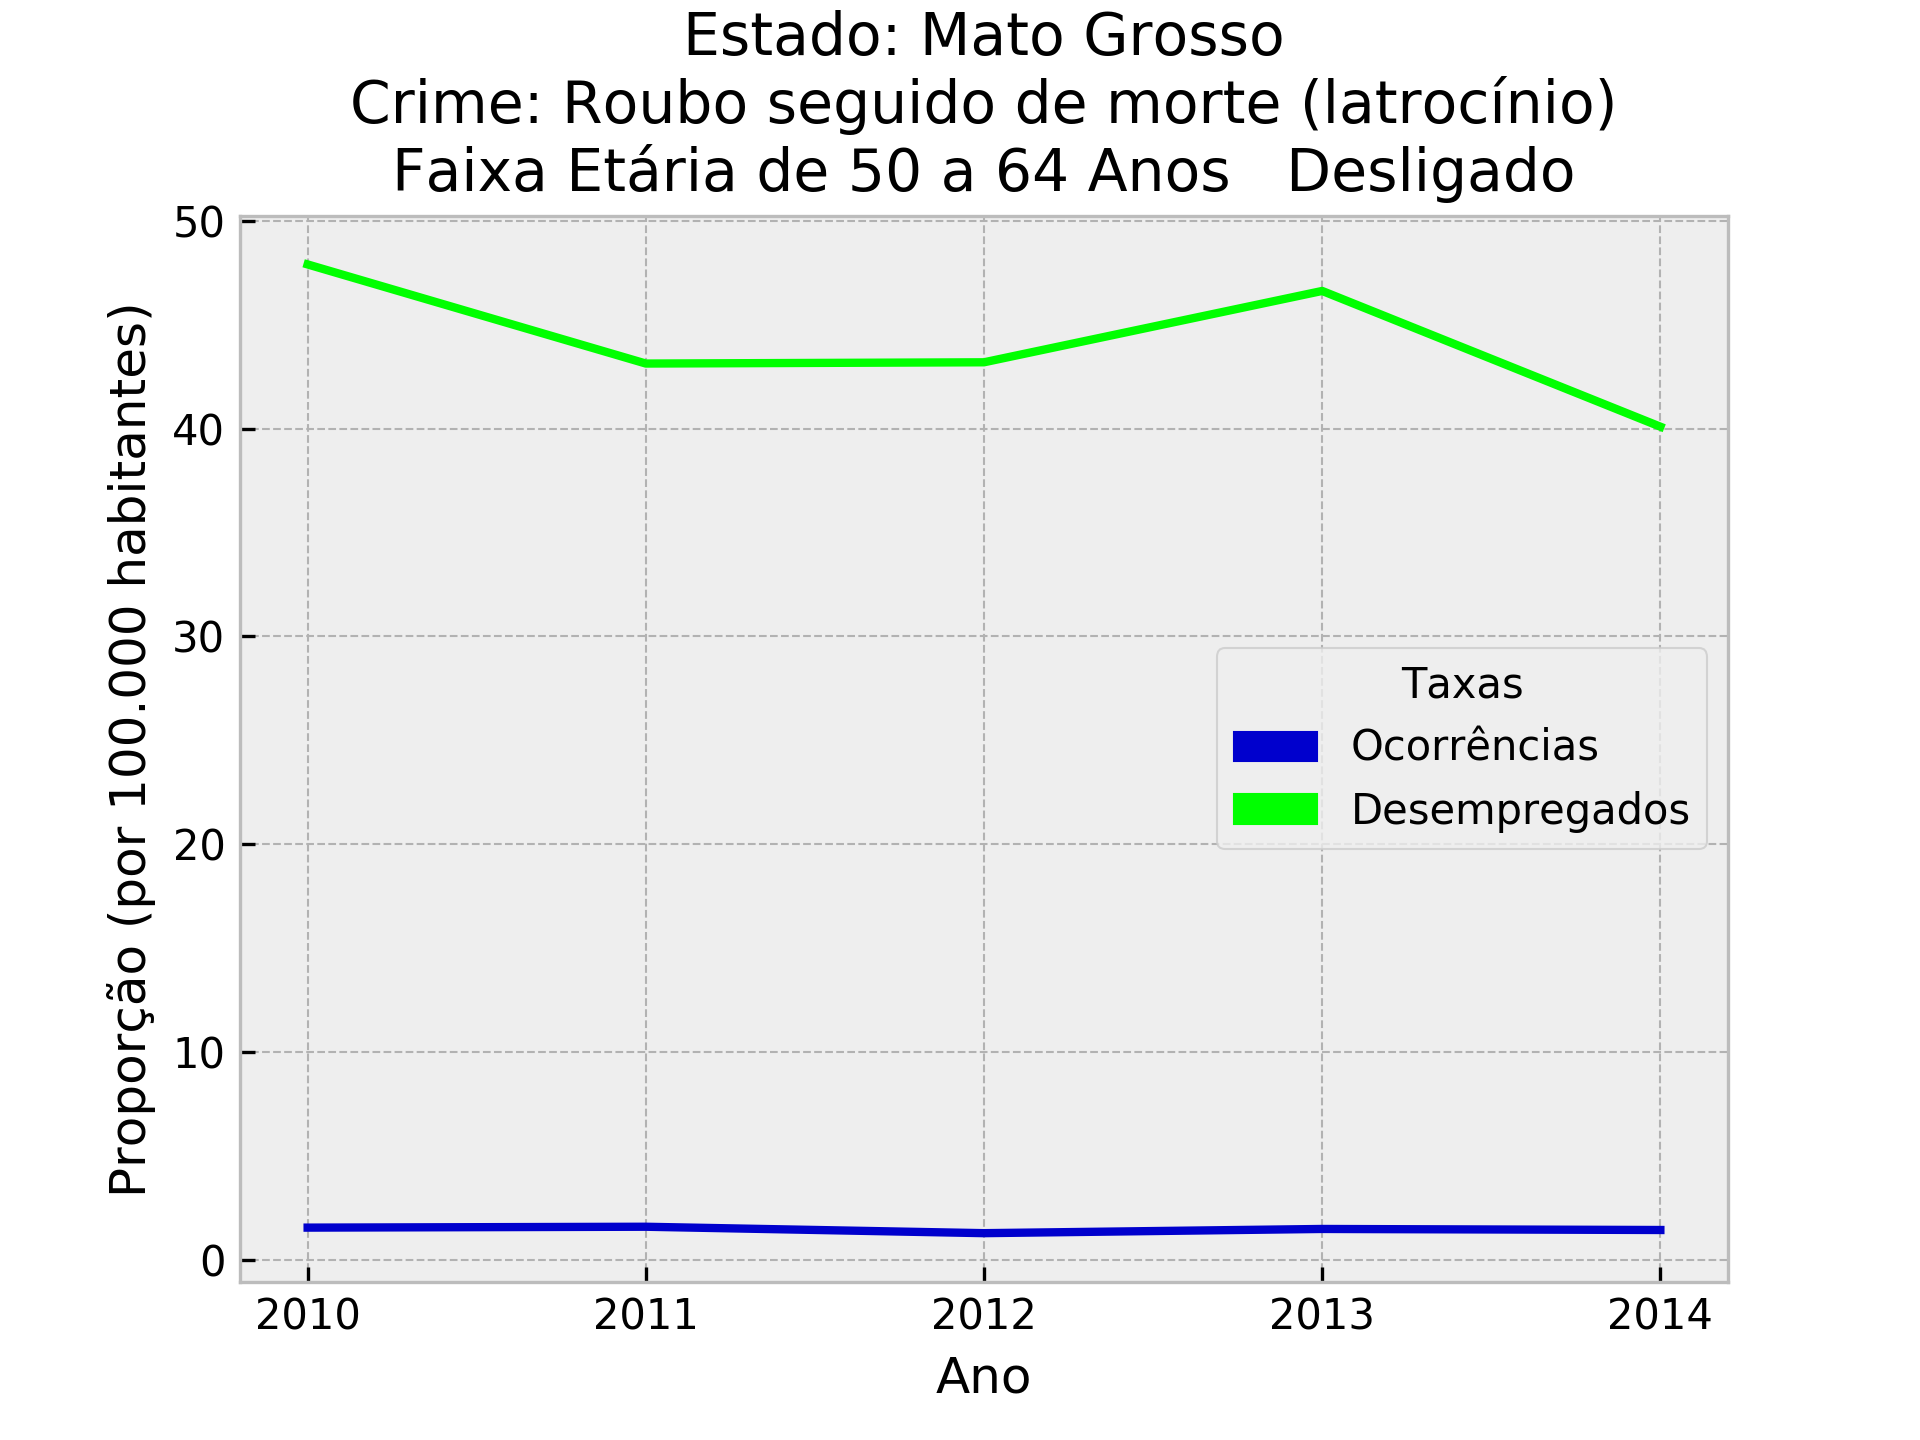 Estado: Mato Grosso
Crime: Roubo seguido de morte (latrocínio)
Faixa Etária de 50 a 64 Anos   Desligado
Proporção (por 100.000 habitantes)
50
40
30
20
10
0
Taxas
Ocorrências
Desempregados
2010 2011 2012 2013 2014
Ano